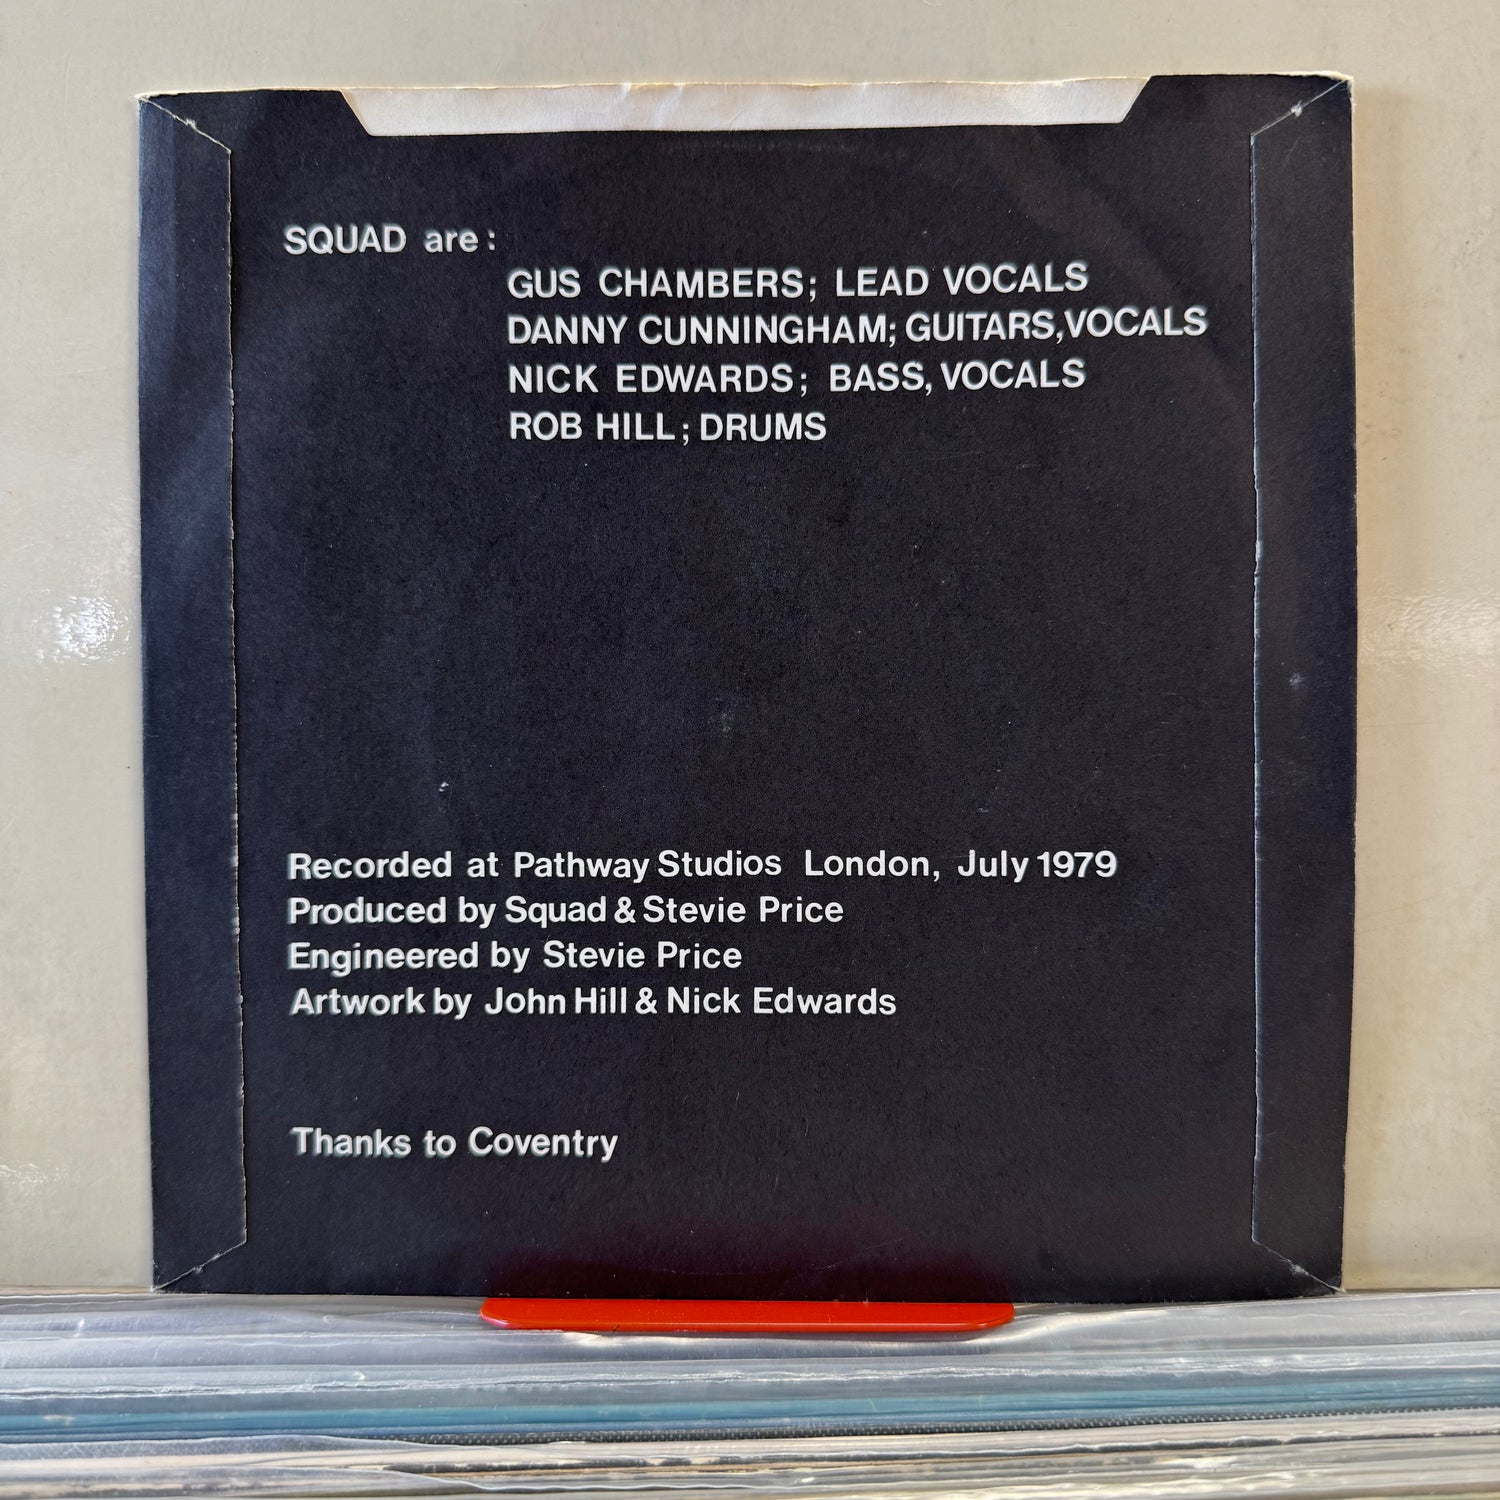 SQUAD are :
GUS CHAMBERS; LEAD VOCALS
DANNY CUNNINGHAM; GUITARS,VOCALS
NICK EDWARDS; BASS, VOCALS
ROB HILL; DRUMS
Recorded at Pathway Studios London, July 1979
Produced by Squad & Stevie Price
Engineered by Stevie Price
Artwork by John Hill & Nick Edwards
Thanks to Coventry